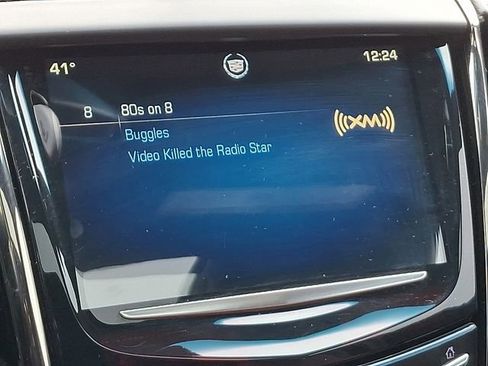 41° 12:24
8 80s on 8
Buggles
Video Killed the Radio Star
((XM))